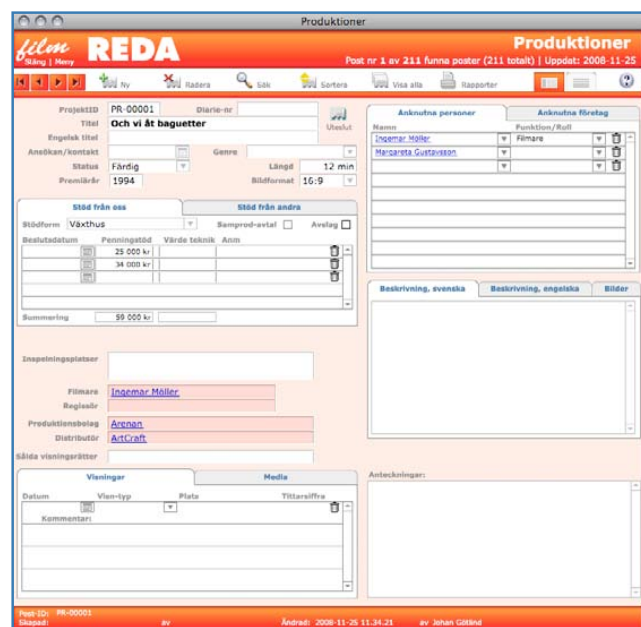 Produktioner
film REDA Produktioner
Stäng | Meny
Post nr 1 av 211 funna poster (211 totalt) | Uppdat: 2008-11-25
Ny Radera Sök Sortera Visa alla Rapporter
ProjektID PR-00001 Diarie-nr
Titel Och vi åt baguetter Uteslut
Engelsk titel
Ansökan/kontakt Genre
Status Färdig Längd 12 min
Premiärår 1994 Bildformat 16:9
Anknutna personer Anknutna företag
Namn Funktion/Roll
Ingemar Möller Filmare
Margareta Gustavsson
Stöd från oss Stöd från andra
Stödform Växthus Samprod-avtal Avslag
Beslutsdatum Penningstöd Värde teknik Anm
25 000 kr
34 000 kr
Summering 59 000 kr
Beskrivning, svenska Beskrivning, engelska Bilder
Inspelningsplatser
Filmare Ingemar Möller
Regissör
Produktionsbolag Arenan
Distributör ArtCraft
Sålda visningsrätter
Visningar Media
Datum Visn-typ Plats Tittarsiffra
Kommentar:
Anteckningar:
Post-ID: PR-00001
Skapad: av Ändrad: 2008-11-25 11.34.21 av Johan Götlind